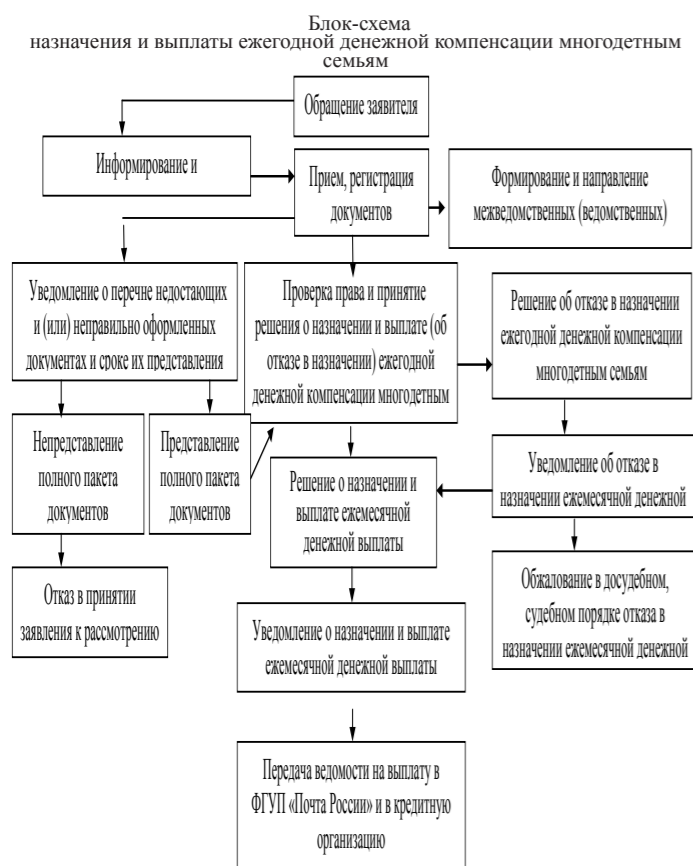 Блок-схема
назначения и выплаты ежегодной денежной компенсации многодетным
семьям
Обращение заявителя
Информирование и
Прием, регистрация
документов
Формирование и направление
межведомственных (ведомственных)
Уведомление о перечне недостающих
и (или) неправильно оформленных
документах и сроке их представления
Проверка права и принятие
решения о назначении и выплате (об
отказе в назначении) ежегодной
денежной компенсации многодетным
Решение об отказе в назначении
ежегодной денежной компенсации
многодетным семьям
Непредставление
полного пакета
документов
Представление
полного пакета
документов
Решение о назначении и
выплате ежемесячной
денежной выплаты
Уведомление об отказе в
назначении ежемесячной денежной
Отказ в принятии
заявления к рассмотрению
Уведомление о назначении и выплате
ежемесячной денежной выплаты
Обжалование в досудебном,
судебном порядке отказа в
назначении ежемесячной денежной
Передача ведомости на выплату в
ФГУП «Почта России» и в кредитную
организацию